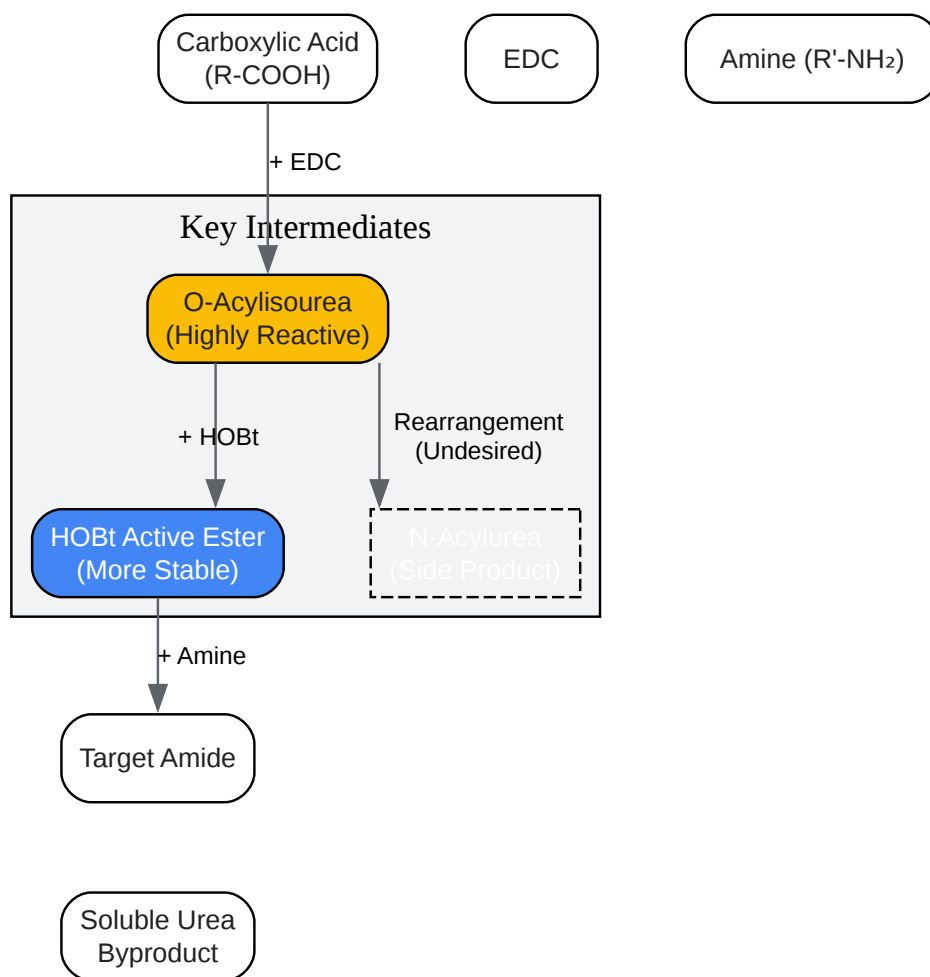 Carboxylic Acid
(R-COOH)
EDC
Amine (R'-NH₂)
+ EDC
Key Intermediates
O-Acylisourea
(Highly Reactive)
+ HOBt
Rearrangement
(Undesired)
HOBt Active Ester
(More Stable)
N-Acylurea
(Side Product)
+ Amine
Target Amide
Soluble Urea
Byproduct